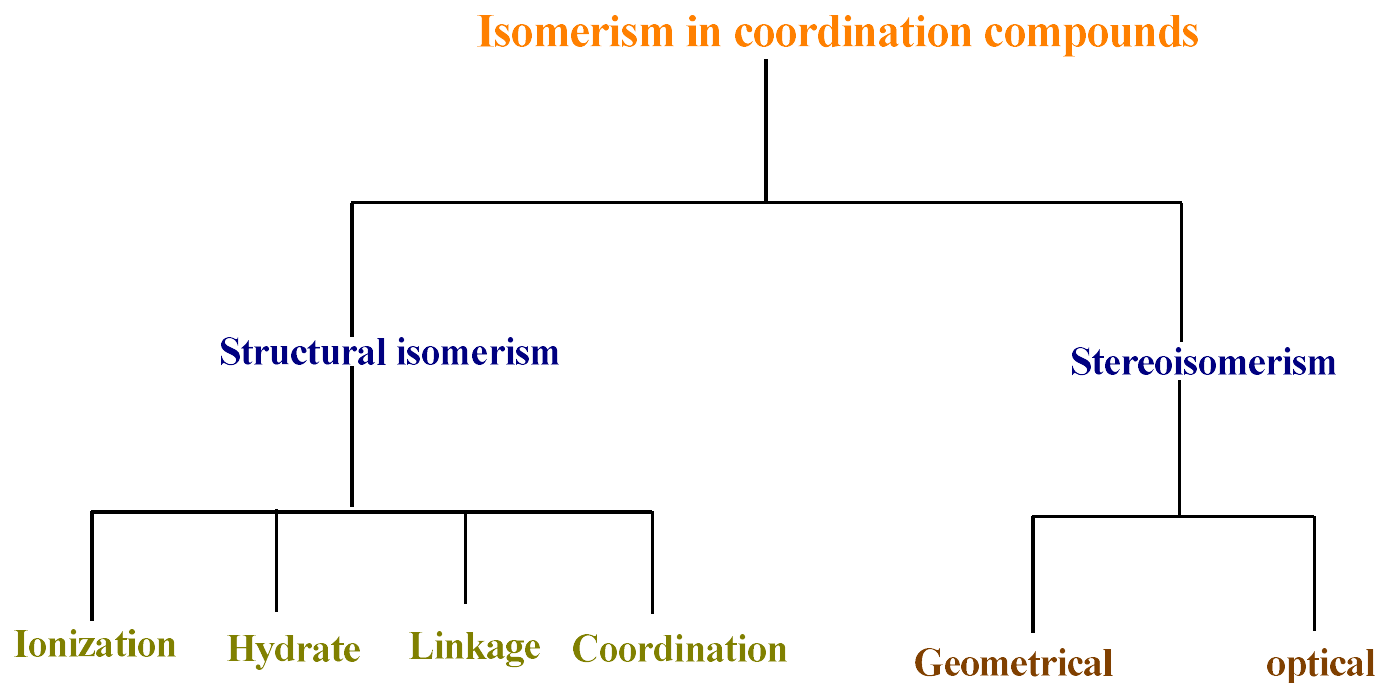 Isomerism in coordination compounds
Structural isomerism
Stereoisomerism
Ionization
Hydrate
Linkage
Coordination
Geometrical
optical